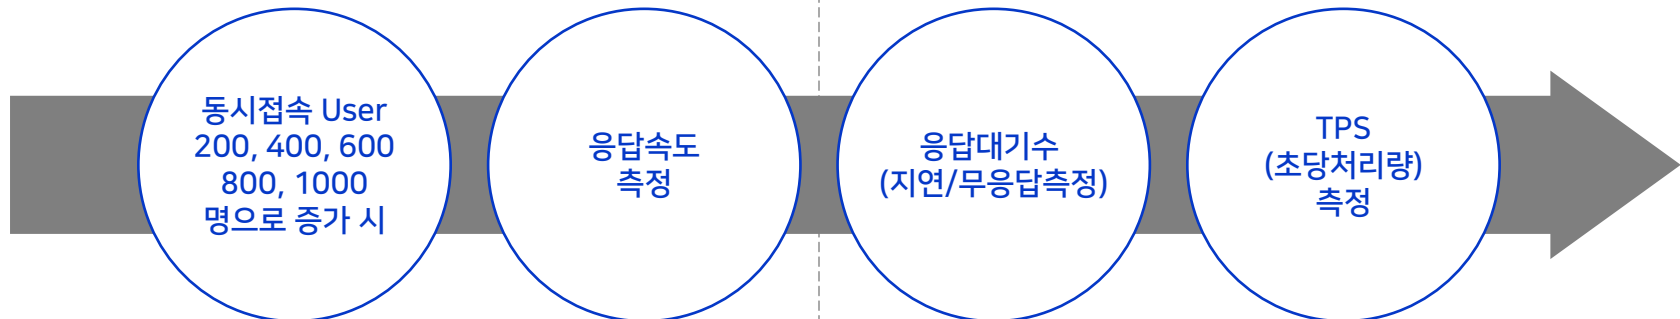 동시접속 User
200, 400, 600
800, 1000
명으로 증가 시
응답속도
측정
응답대기수
(지연/무응답측정)
TPS
(초당처리량)
측정